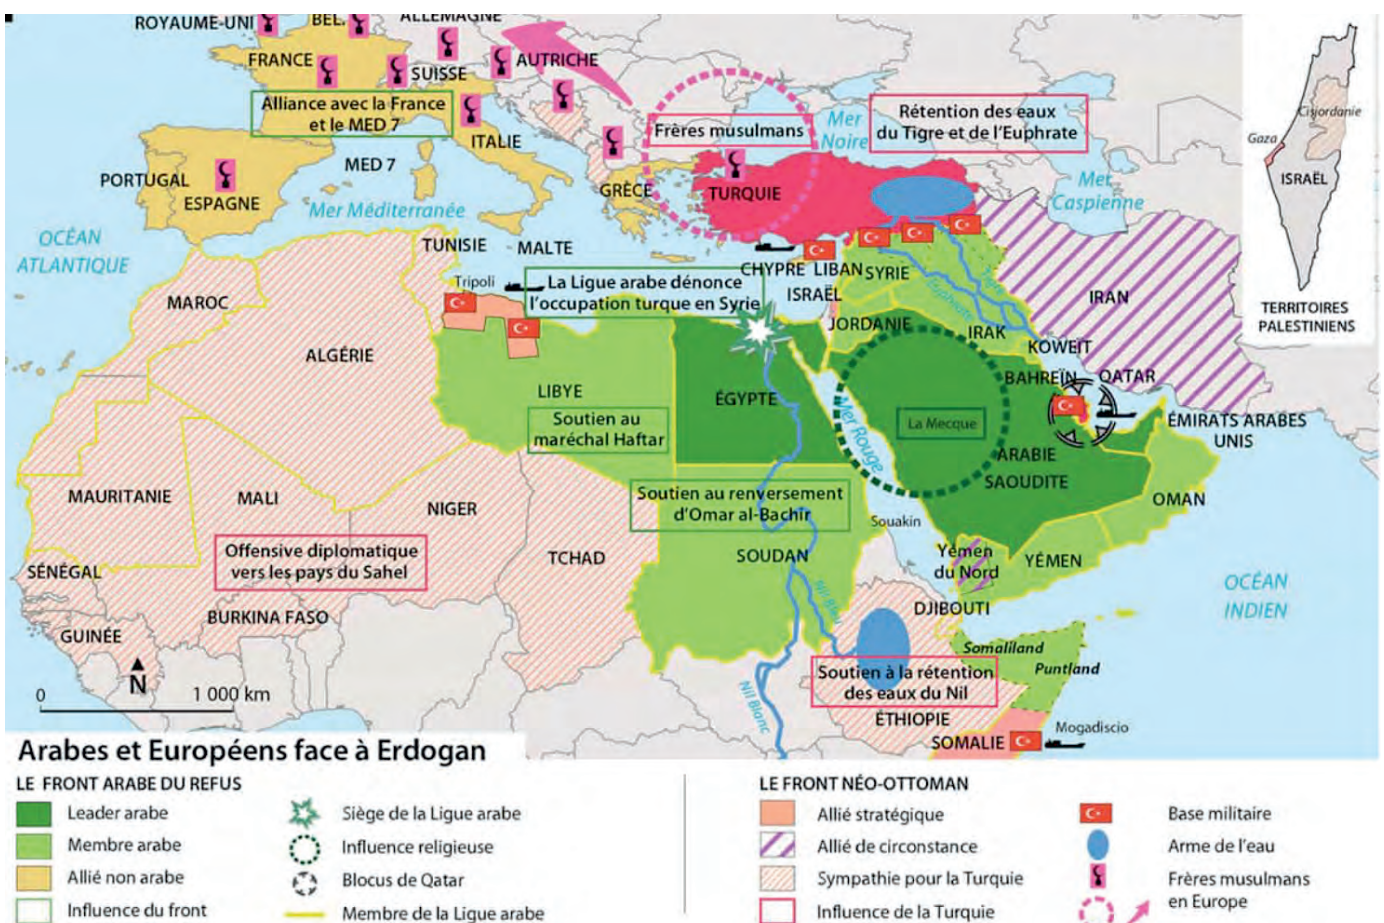 ROYAUME-UNI
BEL.
ALLEMAGNE
FRANCE
SUISSE
AUTRICHE
Alliance avec la France
et le MED 7
ITALIE
MED 7
PORTUGAL
ESPAGNE
Mer Méditerranée
OCÉAN
ATLANTIQUE
Frères musulmans
Mer
Noire
Rétention des eaux
du Tigre et de l'Euphrate
GRÈCE
TURQUIE
Mer
Caspienne
Gaza
Cisjordanie
ISRAËL
TERRITOIRES
PALESTINIENS
TUNISIE
MALTE
Tripoli
La Ligue arabe dénonce
l'occupation turque en Syrie
CHYPRE
LIBAN
SYRIE
ISRAËL
JORDANIE
Euphrate
Tigre
IRAK
IRAN
KOWEIT
BAHREÏN
QATAR
ÉMIRATS ARABES
UNIS
MAROC
ALGÉRIE
LIBYE
Soutien au
maréchal Haftar
ÉGYPTE
Mer Rouge
La Mecque
ARABIE
SAOUDITE
OMAN
MAURITANIE
MALI
NIGER
Soutien au renversement
d'Omar al-Bachir
Souakin
Offensive diplomatique
vers les pays du Sahel
TCHAD
SOUDAN
Yémen
du Nord
YÉMEN
OCÉAN
INDIEN
SÉNÉGAL
BURKINA FASO
GUINÉE
Nil Bleu
DJIBOUTI
Somaliland
Puntland
Soutien à la rétention
des eaux du Nil
Nil Blanc
ÉTHIOPIE
SOMALIE
Mogadiscio
N
0
1 000 km
Arabes et Européens face à Erdogan
LE FRONT ARABE DU REFUS
Leader arabe
Membre arabe
Allié non arabe
Influence du front
Siège de la Ligue arabe
Influence religieuse
Blocus de Qatar
Membre de la Ligue arabe
LE FRONT NÉO-OTTOMAN
Allié stratégique
Allié de circonstance
Sympathie pour la Turquie
Influence de la Turquie
Base militaire
Arme de l'eau
Frères musulmans
en Europe